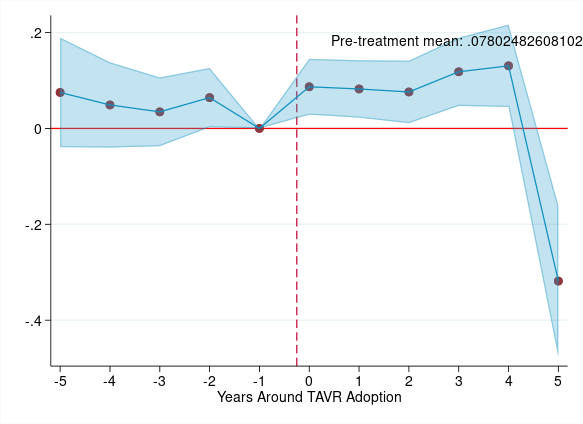 Pre-treatment mean: .07802482608102
.2
0
-.2
-.4
-5 -4 -3 -2 -1 0 1 2 3 4 5
Years Around TAVR Adoption